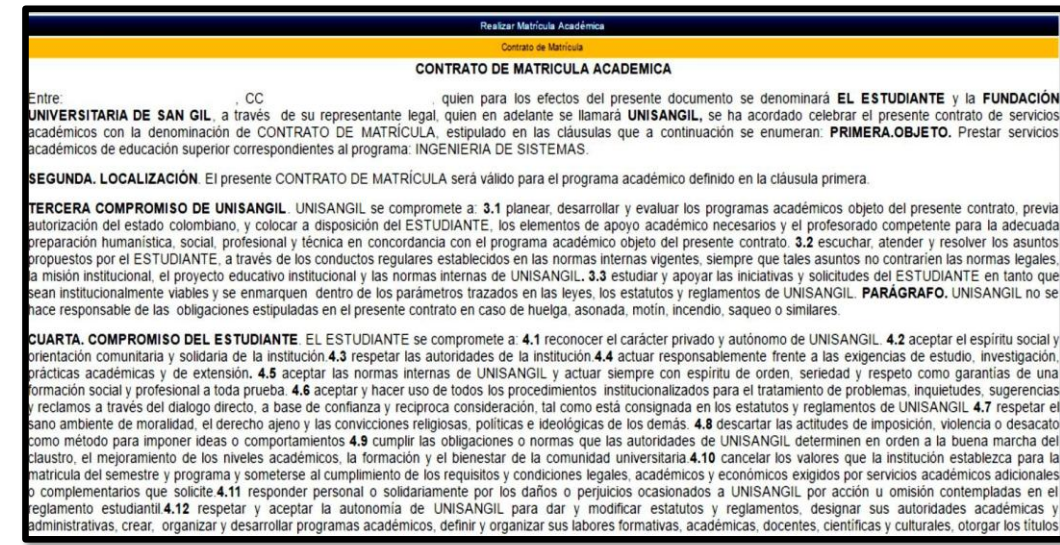 Realizar Matrícula Académica
Contrato de Matrícula
CONTRATO DE MATRICULA ACADEMICA
Entre: , CC , quien para los efectos del presente documento se denominará EL ESTUDIANTE y la FUNDACIÓN
UNIVERSITARIA DE SAN GIL, a través de su representante legal, quien en adelante se llamará UNISANGIL, se ha acordado celebrar el presente contrato de servicios
académicos con la denominación de CONTRATO DE MATRÍCULA, estipulado en las cláusulas que a continuación se enumeran: PRIMERA.OBJETO. Prestar servicios
académicos de educación superior correspondientes al programa: INGENIERIA DE SISTEMAS.
SEGUNDA. LOCALIZACIÓN. El presente CONTRATO DE MATRÍCULA será válido para el programa académico definido en la cláusula primera.
TERCERA COMPROMISO DE UNISANGIL. UNISANGIL se compromete a: 3.1 planear, desarrollar y evaluar los programas académicos objeto del presente contrato, previa
autorización del estado colombiano, y colocar a disposición del ESTUDIANTE, los elementos de apoyo académico necesarios y el profesorado competente para la adecuada
preparación humanística, social, profesional y técnica en concordancia con el programa académico objeto del presente contrato. 3.2 escuchar, atender y resolver los asuntos
propuestos por el ESTUDIANTE, a través de los conductos regulares establecidos en las normas internas vigentes, siempre que tales asuntos no contraríen las normas legales,
la misión institucional, el proyecto educativo institucional y las normas internas de UNISANGIL. 3.3 estudiar y apoyar las iniciativas y solicitudes del ESTUDIANTE en tanto que
sean institucionalmente viables y se enmarquen dentro de los parámetros trazados en las leyes, los estatutos y reglamentos de UNISANGIL. PARÁGRAFO. UNISANGIL no se
hace responsable de las obligaciones estipuladas en el presente contrato en caso de huelga, asonada, motín, incendio, saqueo o similares.
CUARTA. COMPROMISO DEL ESTUDIANTE. EL ESTUDIANTE se compromete a: 4.1 reconocer el carácter privado y autónomo de UNISANGIL. 4.2 aceptar el espíritu social y
orientación comunitaria y solidaria de la institución.4.3 respetar las autoridades de la institución.4.4 actuar responsablemente frente a las exigencias de estudio, investigación,
prácticas académicas y de extensión. 4.5 aceptar las normas internas de UNISANGIL y actuar siempre con espíritu de orden, seriedad y respeto como garantías de una
formación social y profesional a toda prueba. 4.6 aceptar y hacer uso de todos los procedimientos institucionalizados para el tratamiento de problemas, inquietudes, sugerencias
y reclamos a través del dialogo directo, a base de confianza y reciproca consideración, tal como está consignada en los estatutos y reglamentos de UNISANGIL 4.7 respetar el
sano ambiente de moralidad, el derecho ajeno y las convicciones religiosas, políticas e ideológicas de los demás. 4.8 descartar las actitudes de imposición, violencia o desacato
como método para imponer ideas o comportamientos 4.9 cumplir las obligaciones o normas que las autoridades de UNISANGIL determinen en orden a la buena marcha del
claustro, el mejoramiento de los niveles académicos, la formación y el bienestar de la comunidad universitaria.4.10 cancelar los valores que la institución establezca para la
matricula del semestre y programa y someterse al cumplimiento de los requisitos y condiciones legales, académicos y económicos exigidos por servicios académicos adicionales
o complementarios que solicite.4.11 responder personal o solidariamente por los daños o perjuicios ocasionados a UNISANGIL por acción u omisión contempladas en el
reglamento estudiantil.4.12 respetar y aceptar la autonomía de UNISANGIL para dar y modificar estatutos y reglamentos, designar sus autoridades académicas y
administrativas, crear, organizar y desarrollar programas académicos, definir y organizar sus labores formativas, académicas, docentes, científicas y culturales, otorgar los títulos